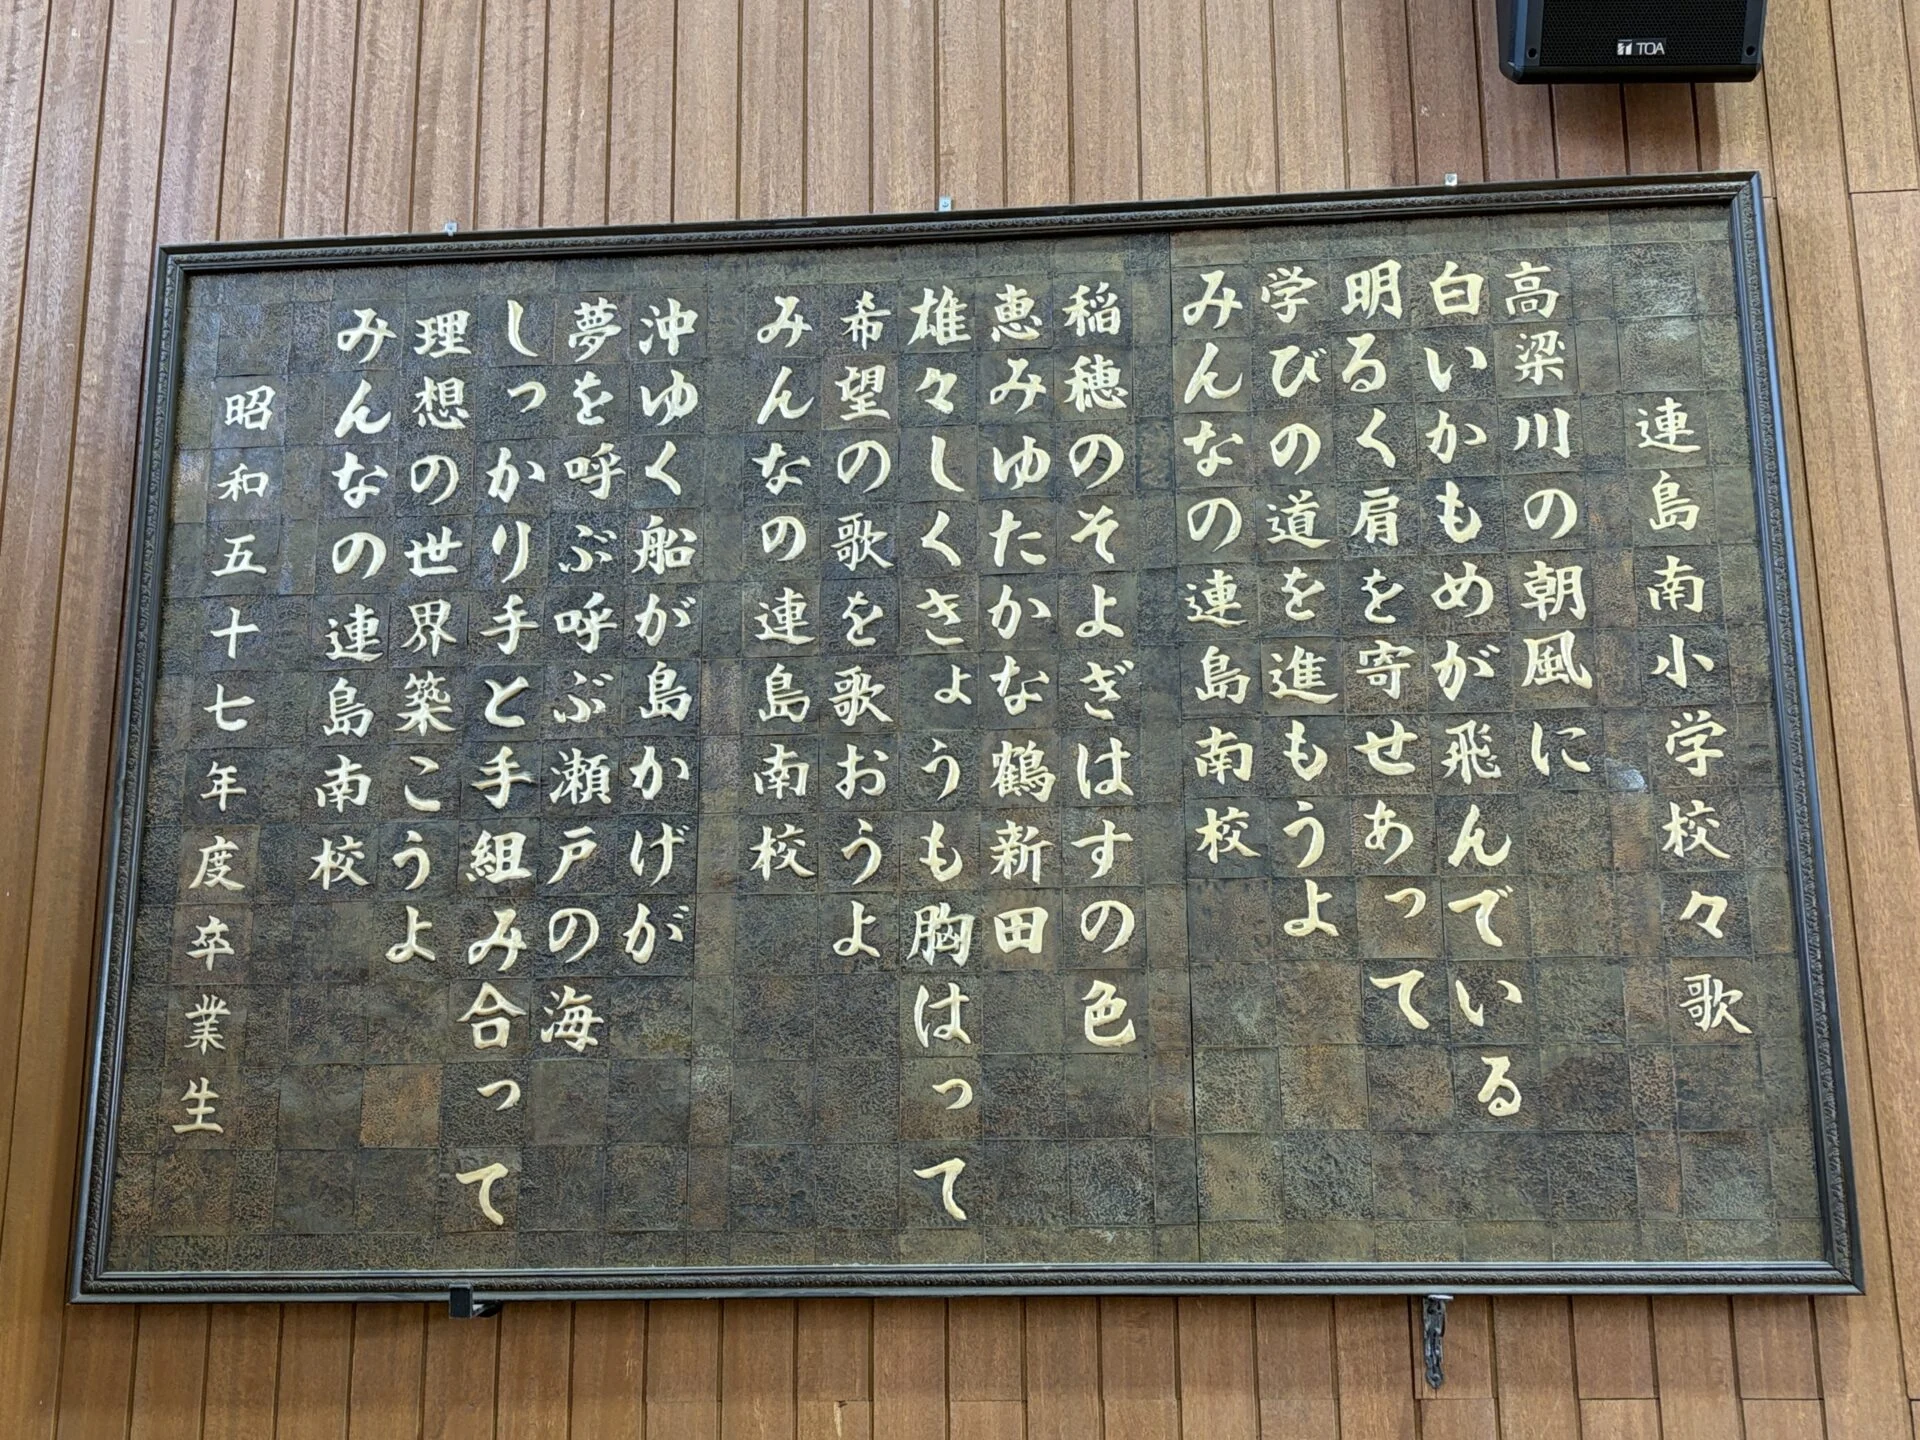 連島南小学校々歌
高梁川の朝風に
白いかもめが飛んでいる
明るく肩を寄せあって
学びの道を進もうよ
みんなの連島南校
稲穂のそよぎはすの色
恵みゆたかな鶴新田
雄々しくきょうも胸はって
希望の歌を歌おうよ
みんなの連島南校
沖ゆく船が島かげが
夢を呼ぶ呼ぶ瀬戸の海
しっかり手と手組み合って
理想の世界築こうよ
みんなの連島南校
昭和五十七年度卒業生
TOA